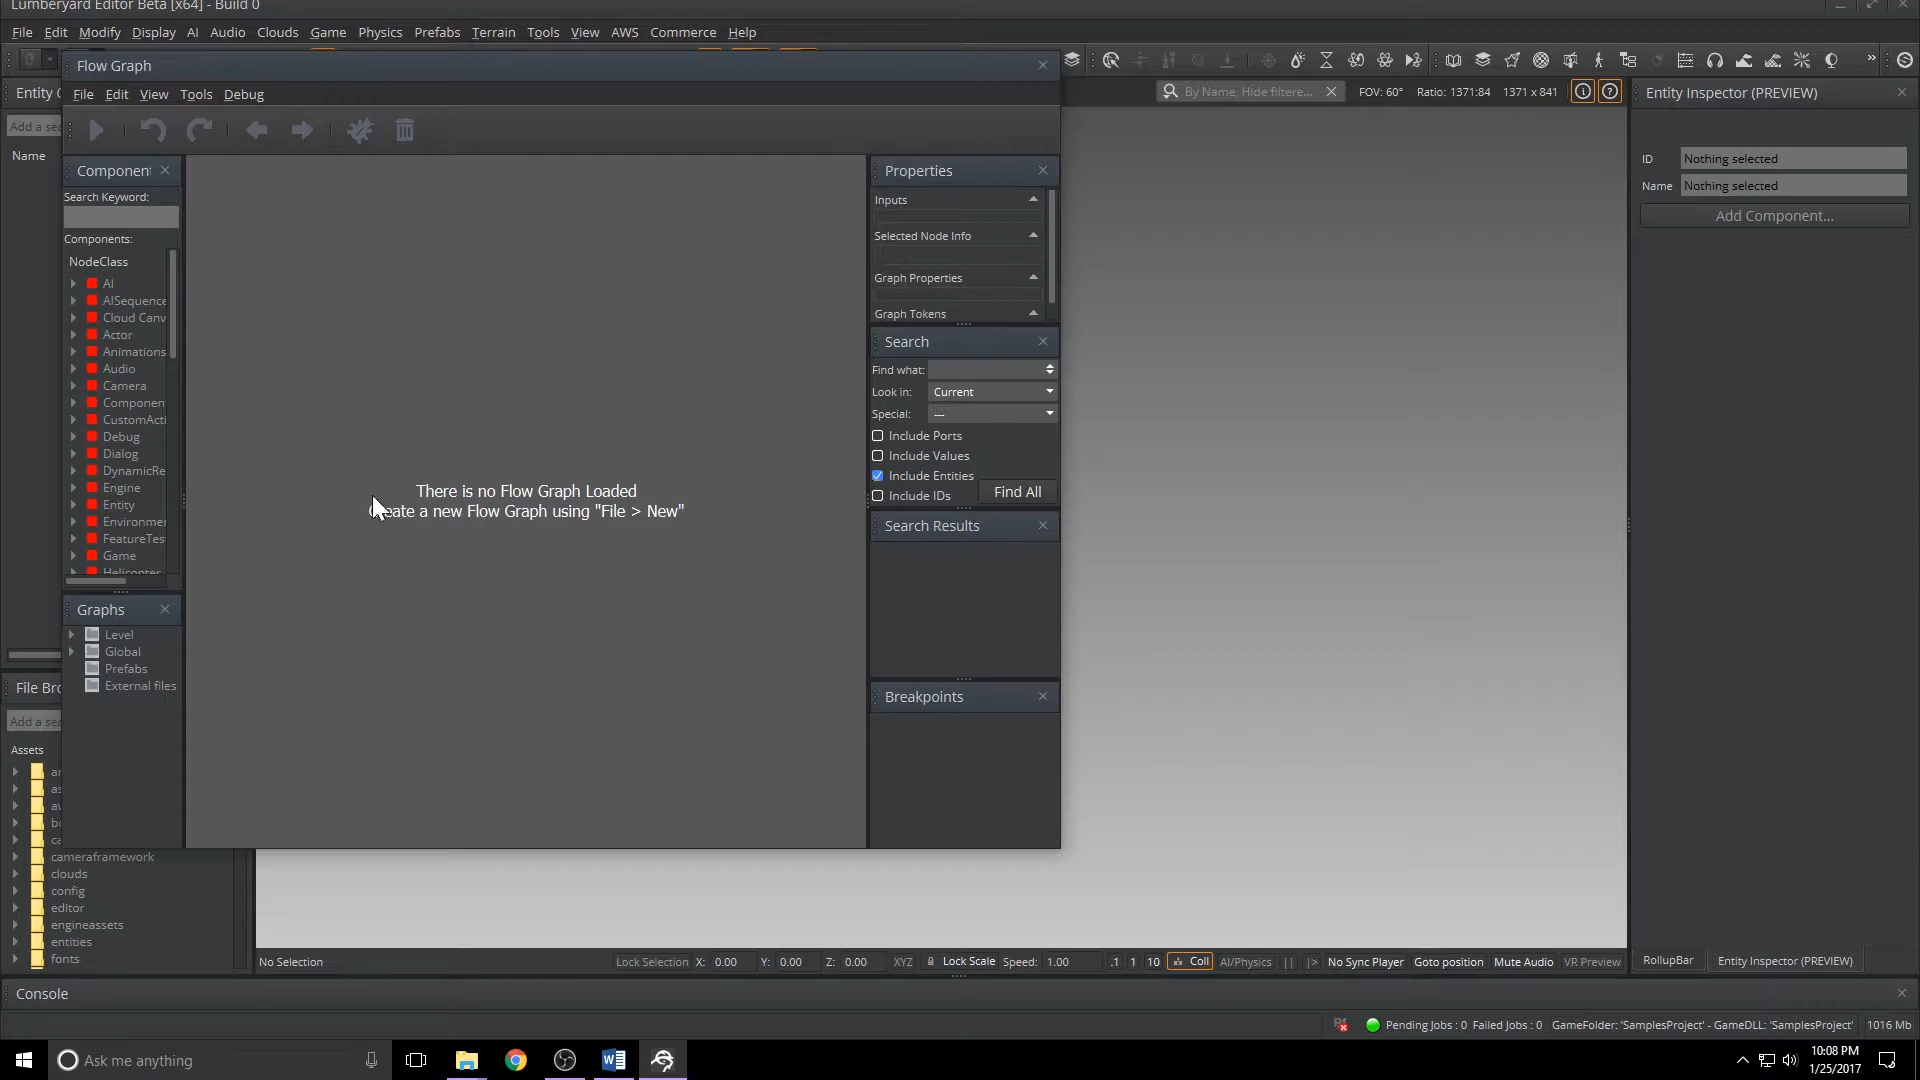 Lumberyard Editor Beta [x64] - Build 0
File Edit Modify Display AI Audio Clouds Game Physics Prefabs Terrain Tools View AWS Commerce Help
Flow Graph
File Edit View Tools Debug
Component
Search Keyword:
Components:
NodeClass
AI
AISequence
Cloud Canv
Actor
Animations
Audio
Camera
Componen
CustomActi
Debug
Dialog
DynamicRe
Engine
Entity
Environme
FeatureTes
Game
Helicopter
Graphs
Level
Global
Prefabs
External files
There is no Flow Graph Loaded
Create a new Flow Graph using "File > New"
Properties
Inputs
Selected Node Info
Graph Properties
Graph Tokens
Search
Find what:
Look in: Current
Special: ---
Include Ports
Include Values
Include Entities
Include IDs
Find All
Search Results
Breakpoints
Entity O
Add a sea
Name
File Bro
Add a sea
Assets
cameraframework
clouds
config
editor
engineassets
entities
fonts
By Name, Hide filtere... FOV: 60° Ratio: 1371:84 1371 x 841
Entity Inspector (PREVIEW)
ID Nothing selected
Name Nothing selected
Add Component...
No Selection Lock Selection X: 0.00 Y: 0.00 Z: 0.00 XYZ Lock Scale Speed: 1.00 .1 1 10 Coll AI/Physics || |> No Sync Player Goto position Mute Audio VR Preview
RollupBar Entity Inspector (PREVIEW)
Console
Pending Jobs : 0 Failed Jobs : 0 GameFolder: 'SamplesProject' - GameDLL: 'SamplesProject' 1016 Mb
Ask me anything
10:08 PM
1/25/2017